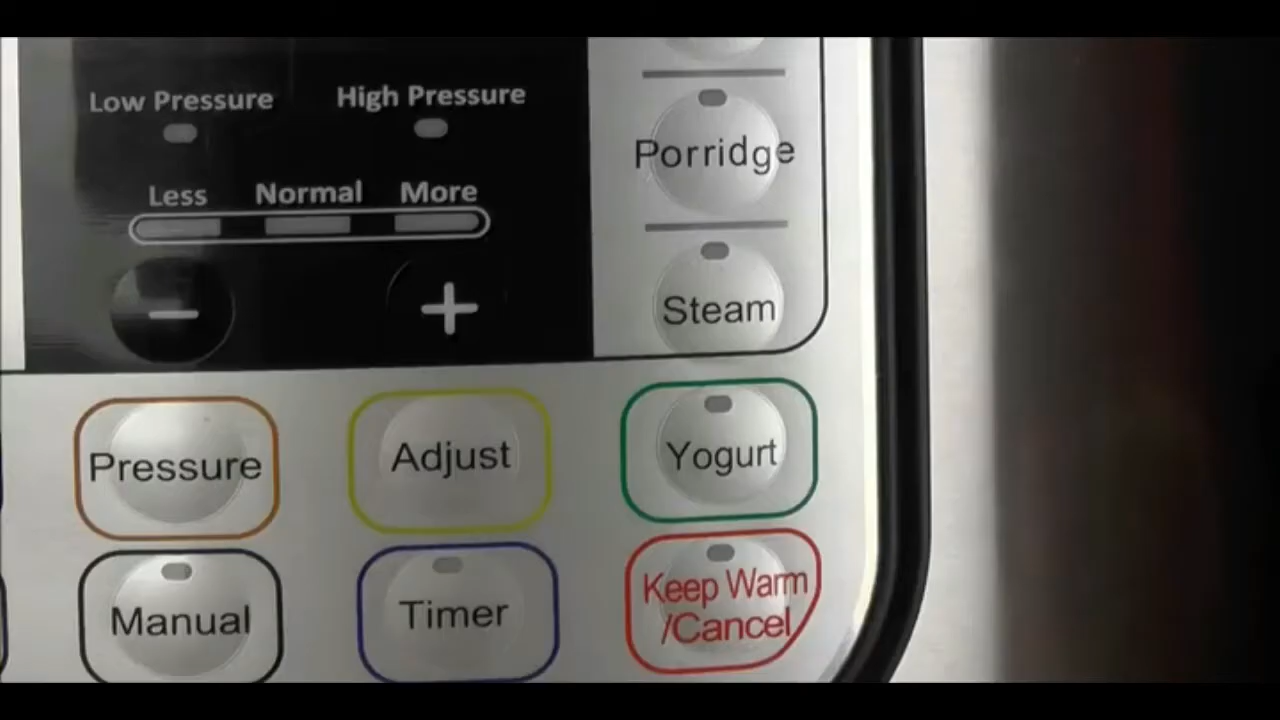 Low Pressure High Pressure
Porridge
Less Normal More
Steam
− +
Pressure Adjust Yogurt
Manual Timer Keep Warm
/Cancel